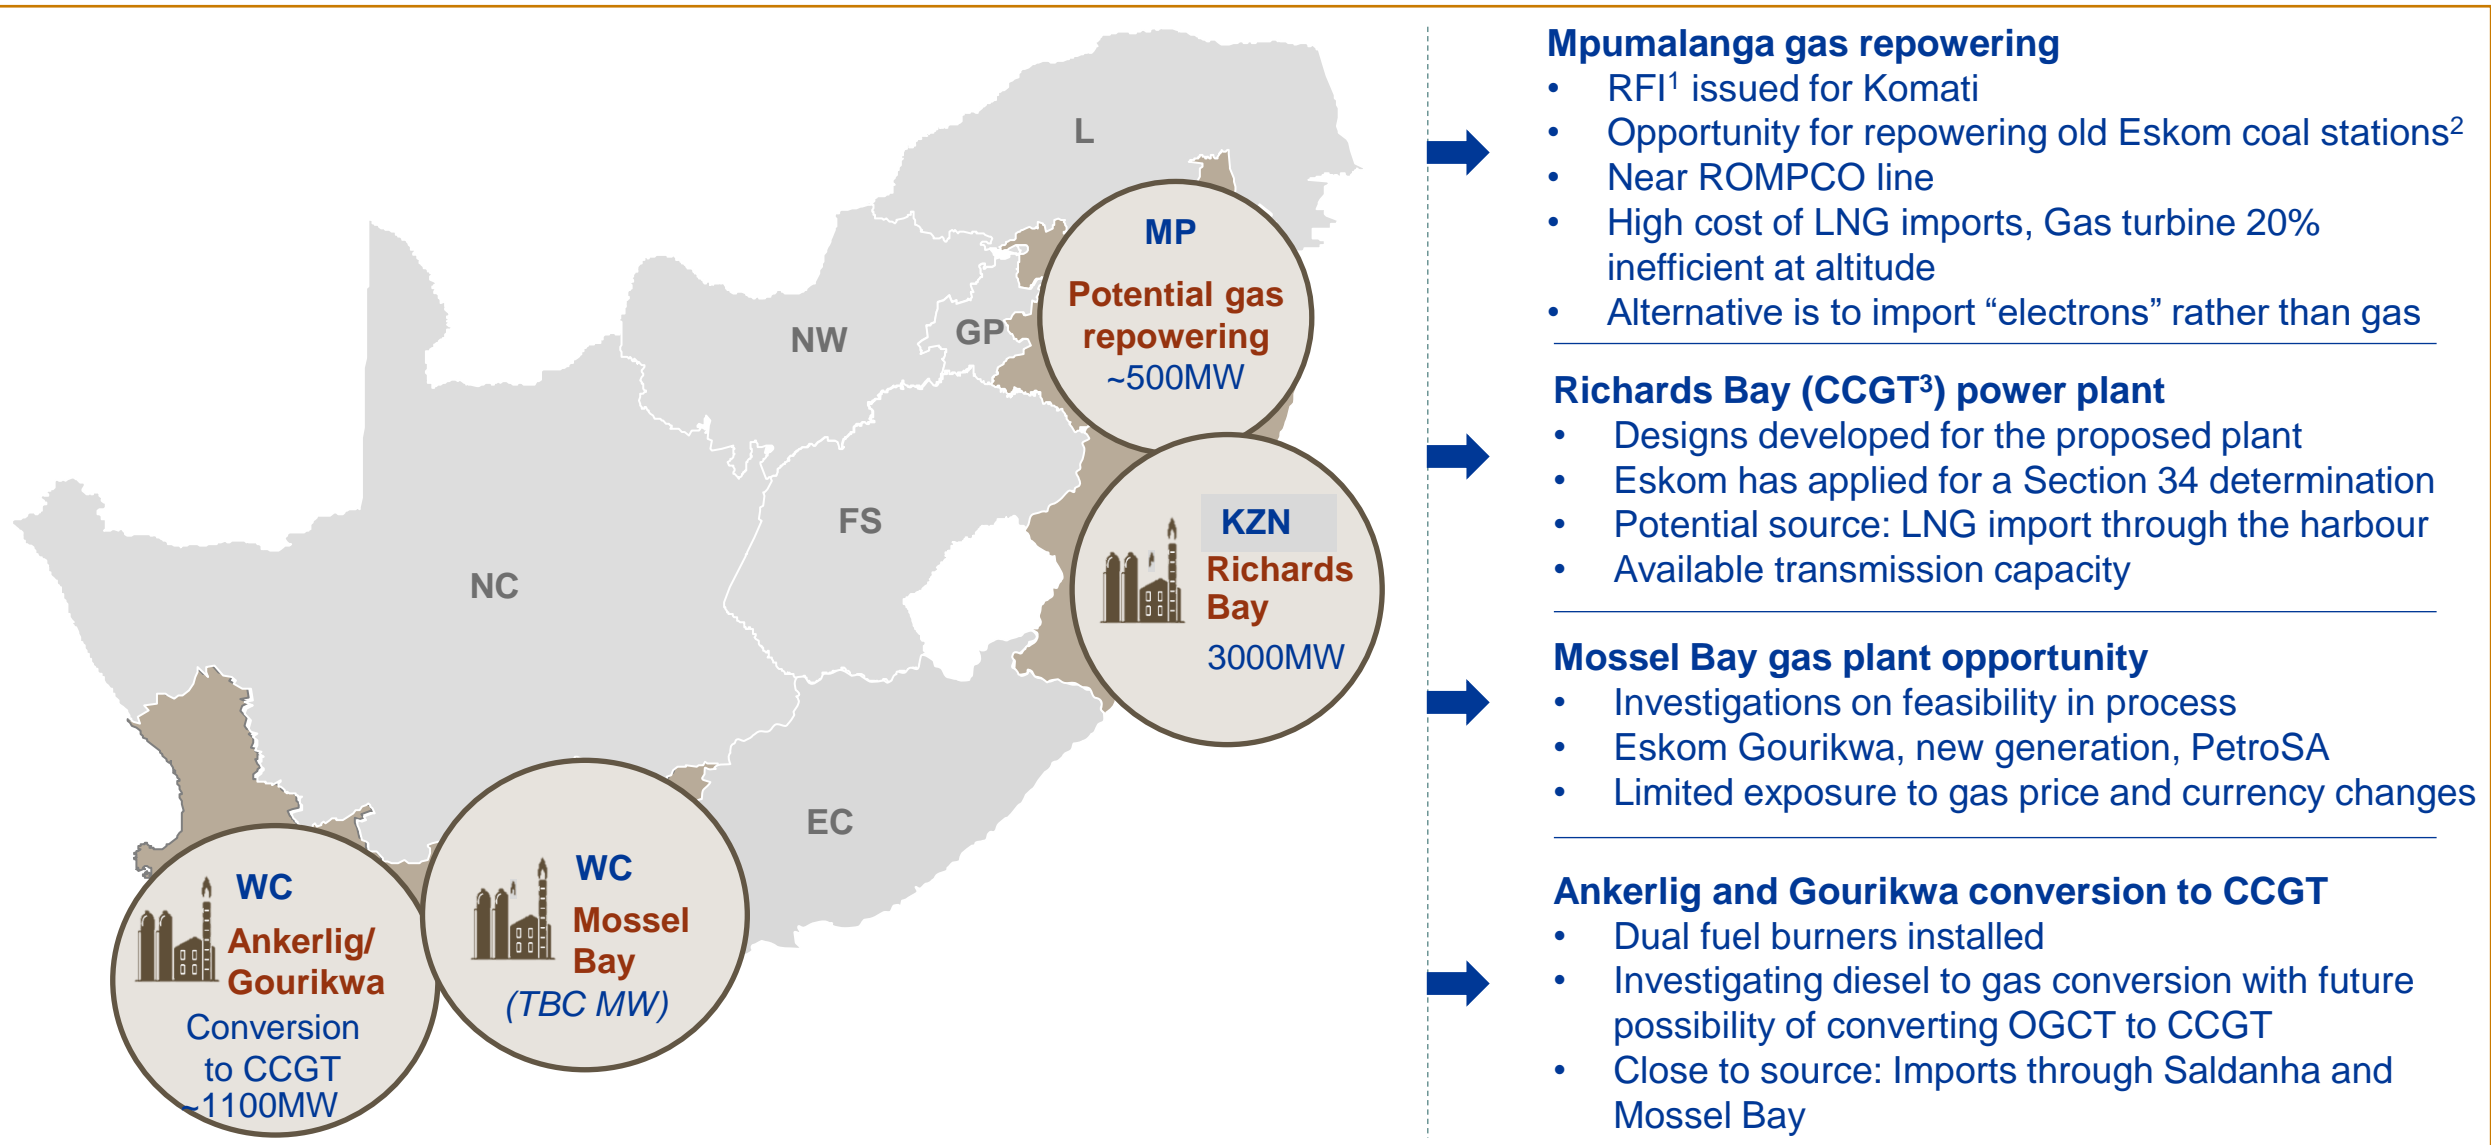 L
NW
GP
NC
FS
EC
MP
Potential gas
repowering
~500MW
KZN
Richards
Bay
3000MW
WC
Mossel
Bay
(TBC MW)
WC
Ankerlig/
Gourikwa
Conversion
to CCGT
~1100MW
Mpumalanga gas repowering
• RFI¹ issued for Komati
• Opportunity for repowering old Eskom coal stations²
• Near ROMPCO line
• High cost of LNG imports, Gas turbine 20%
inefficient at altitude
• Alternative is to import “electrons” rather than gas
Richards Bay (CCGT³) power plant
• Designs developed for the proposed plant
• Eskom has applied for a Section 34 determination
• Potential source: LNG import through the harbour
• Available transmission capacity
Mossel Bay gas plant opportunity
• Investigations on feasibility in process
• Eskom Gourikwa, new generation, PetroSA
• Limited exposure to gas price and currency changes
Ankerlig and Gourikwa conversion to CCGT
• Dual fuel burners installed
• Investigating diesel to gas conversion with future
possibility of converting OGCT to CCGT
• Close to source: Imports through Saldanha and
Mossel Bay